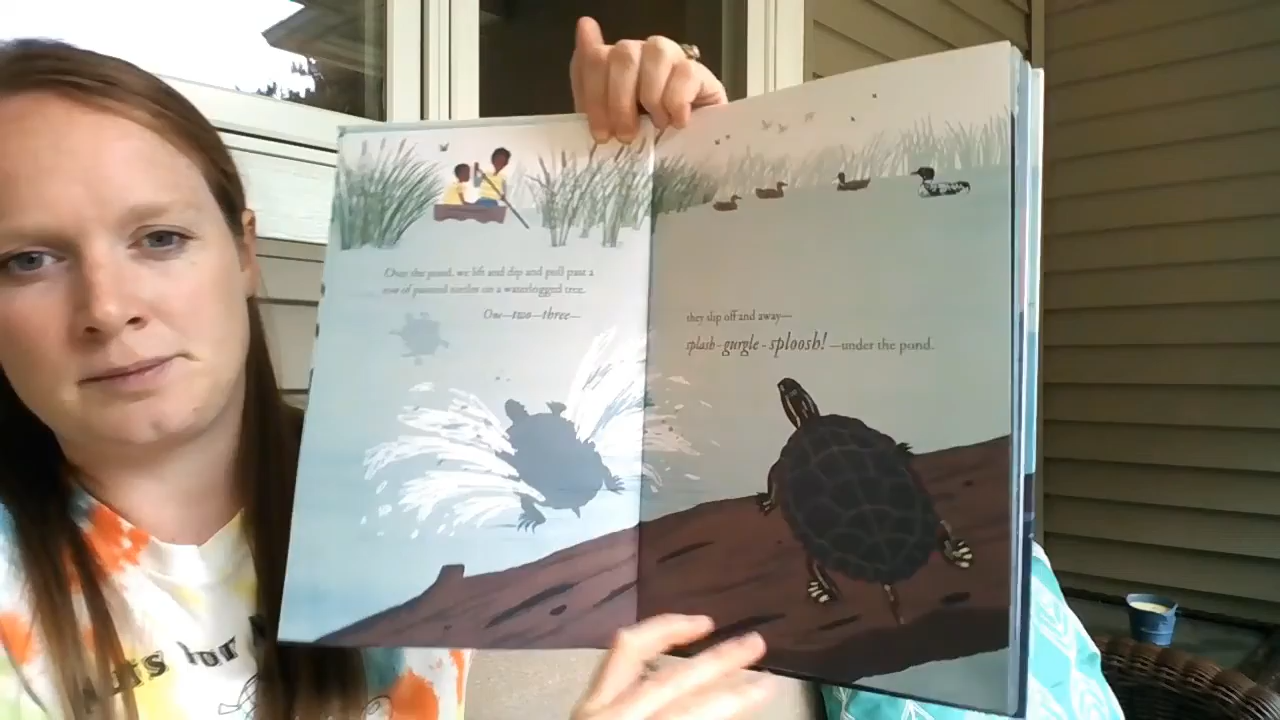 Over the pond, we lift and dip and pull past a
row of painted turtles on a waterlogged tree.
One—two—three—
they slip off and away—
splash - gurgle - sploosh! —under the pond.
for